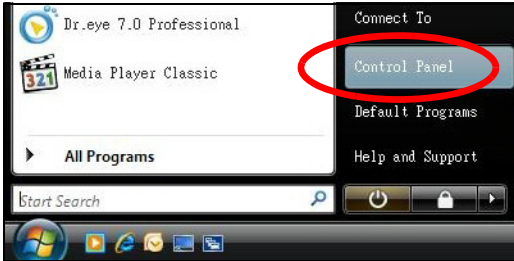 Dr.eye 7.0 Professional
321
Media Player Classic
All Programs
Start Search
Connect To
Control Panel
Default Programs
Help and Support